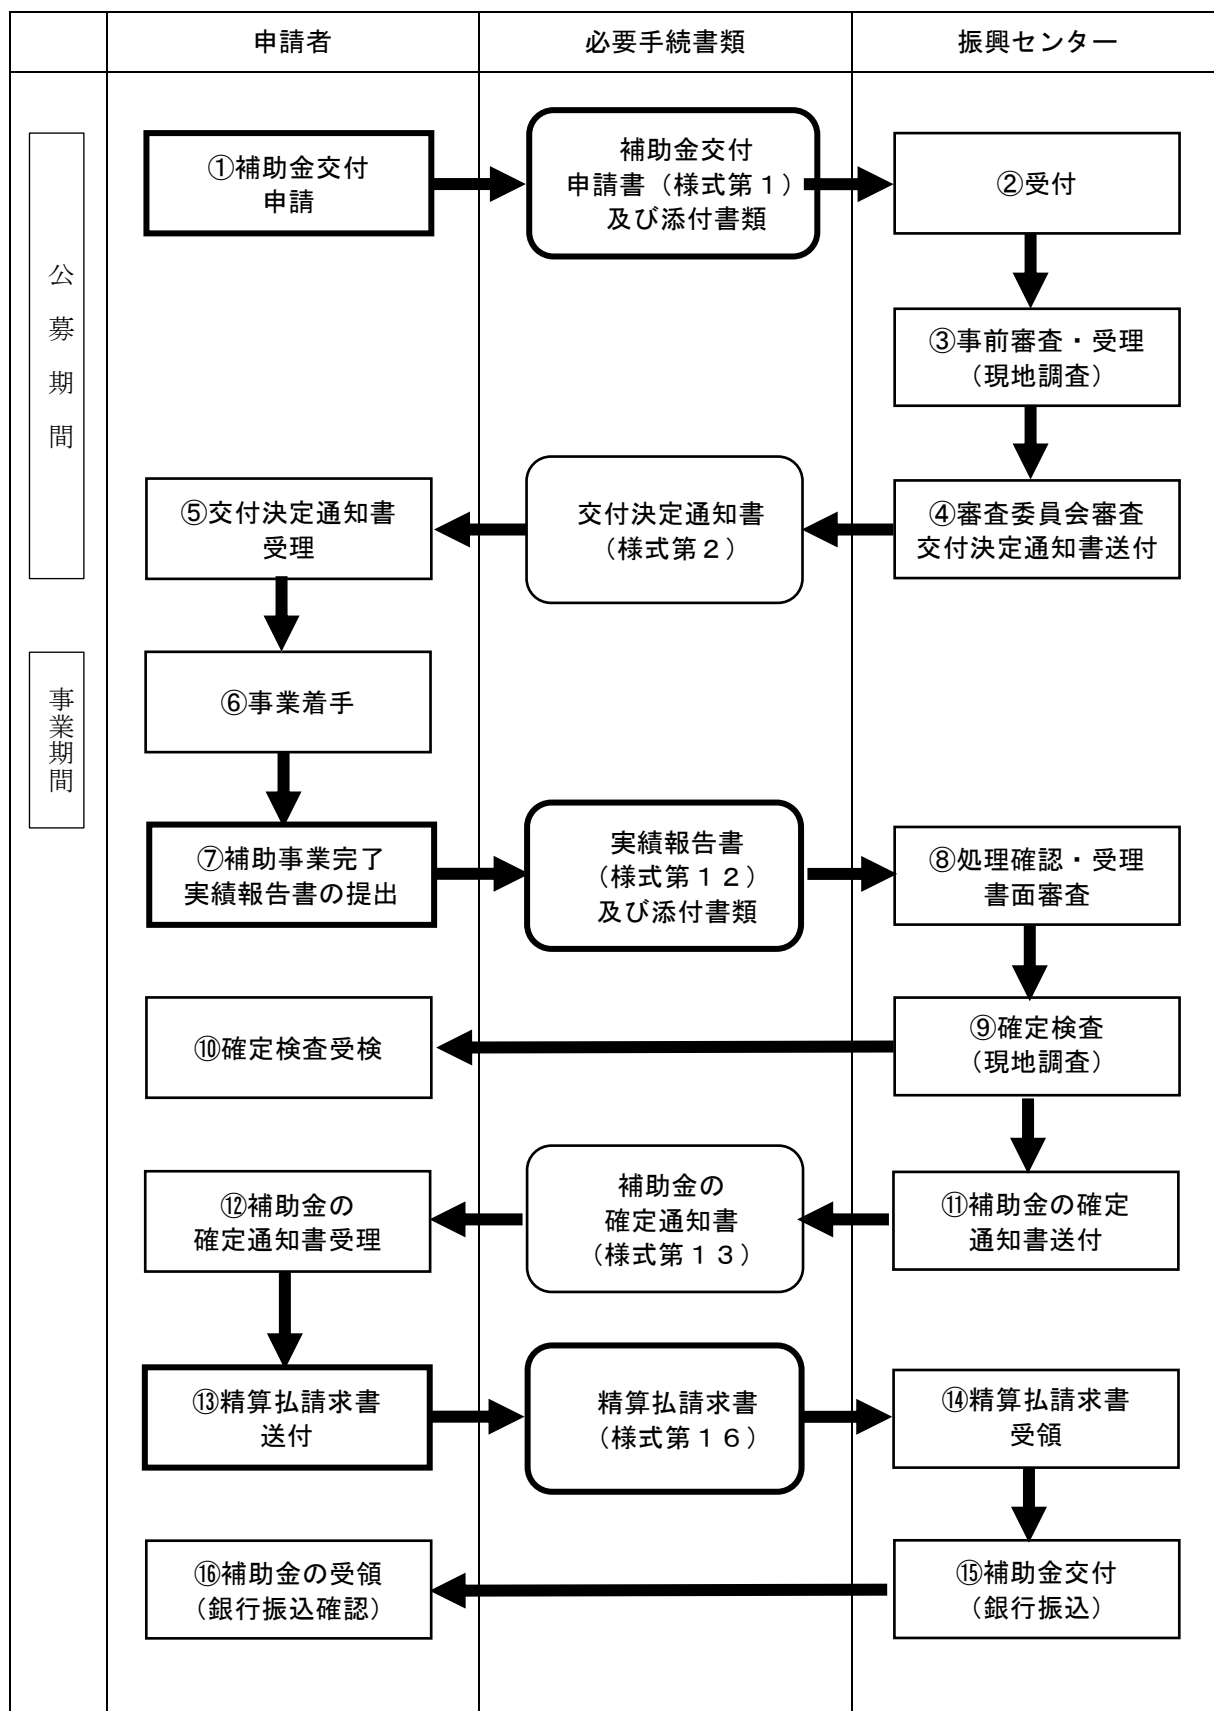 申請者
必要手続書類
振興センター
公募期間
①補助金交付
申請
補助金交付
申請書（様式第１）
及び添付書類
②受付
③事前審査・受理
（現地調査）
④審査委員会審査
交付決定通知書送付
交付決定通知書
（様式第２）
⑤交付決定通知書
受理
事業期間
⑥事業着手
⑦補助事業完了
実績報告書の提出
実績報告書
（様式第１２）
及び添付書類
⑧処理確認・受理
書面審査
⑨確定検査
（現地調査）
⑩確定検査受検
⑪補助金の確定
通知書送付
補助金の
確定通知書
（様式第１３）
⑫補助金の
確定通知書受理
⑬精算払請求書
送付
精算払請求書
（様式第１６）
⑭精算払請求書
受領
⑮補助金交付
（銀行振込）
⑯補助金の受領
（銀行振込確認）